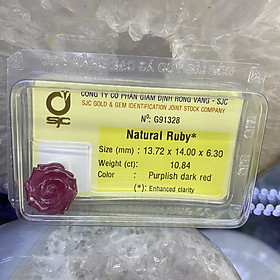 CÔNG TY CỔ PHẦN GIÁM ĐỊNH RỒNG VÀNG - SJC
SJC GOLD & GEM IDENTIFICATION JOINT STOCK COMPANY
SJC
Nº: G91328
Natural Ruby*
Size (mm) : 13.72 x 14.00 x 6.30
Weight (ct) : 10.84
Color : Purplish dark red
(*): Enhanced clarity